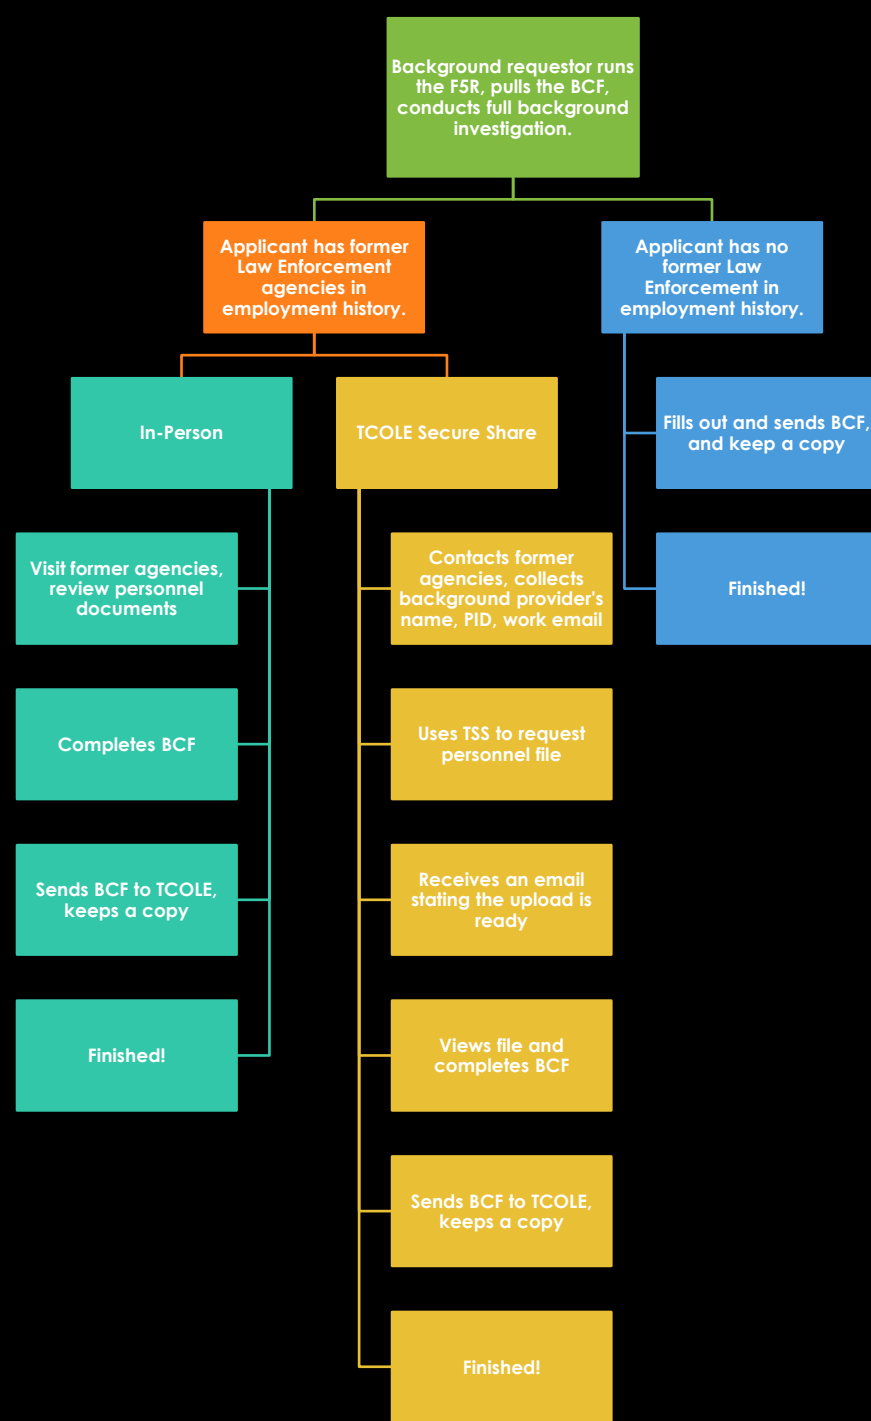 Background requestor runs
the F5R, pulls the BCF,
conducts full background
investigation.
Applicant has former
Law Enforcement
agencies in
employment history.
Applicant has no
former Law
Enforcement in
employment history.
In-Person
TCOLE Secure Share
Fills out and sends BCF,
and keep a copy
Visit former agencies,
review personnel
documents
Contacts former
agencies, collects
background provider's
name, PID, work email
Finished!
Completes BCF
Uses TSS to request
personnel file
Sends BCF to TCOLE,
keeps a copy
Receives an email
stating the upload is
ready
Finished!
Views file and
completes BCF
Sends BCF to TCOLE,
keeps a copy
Finished!